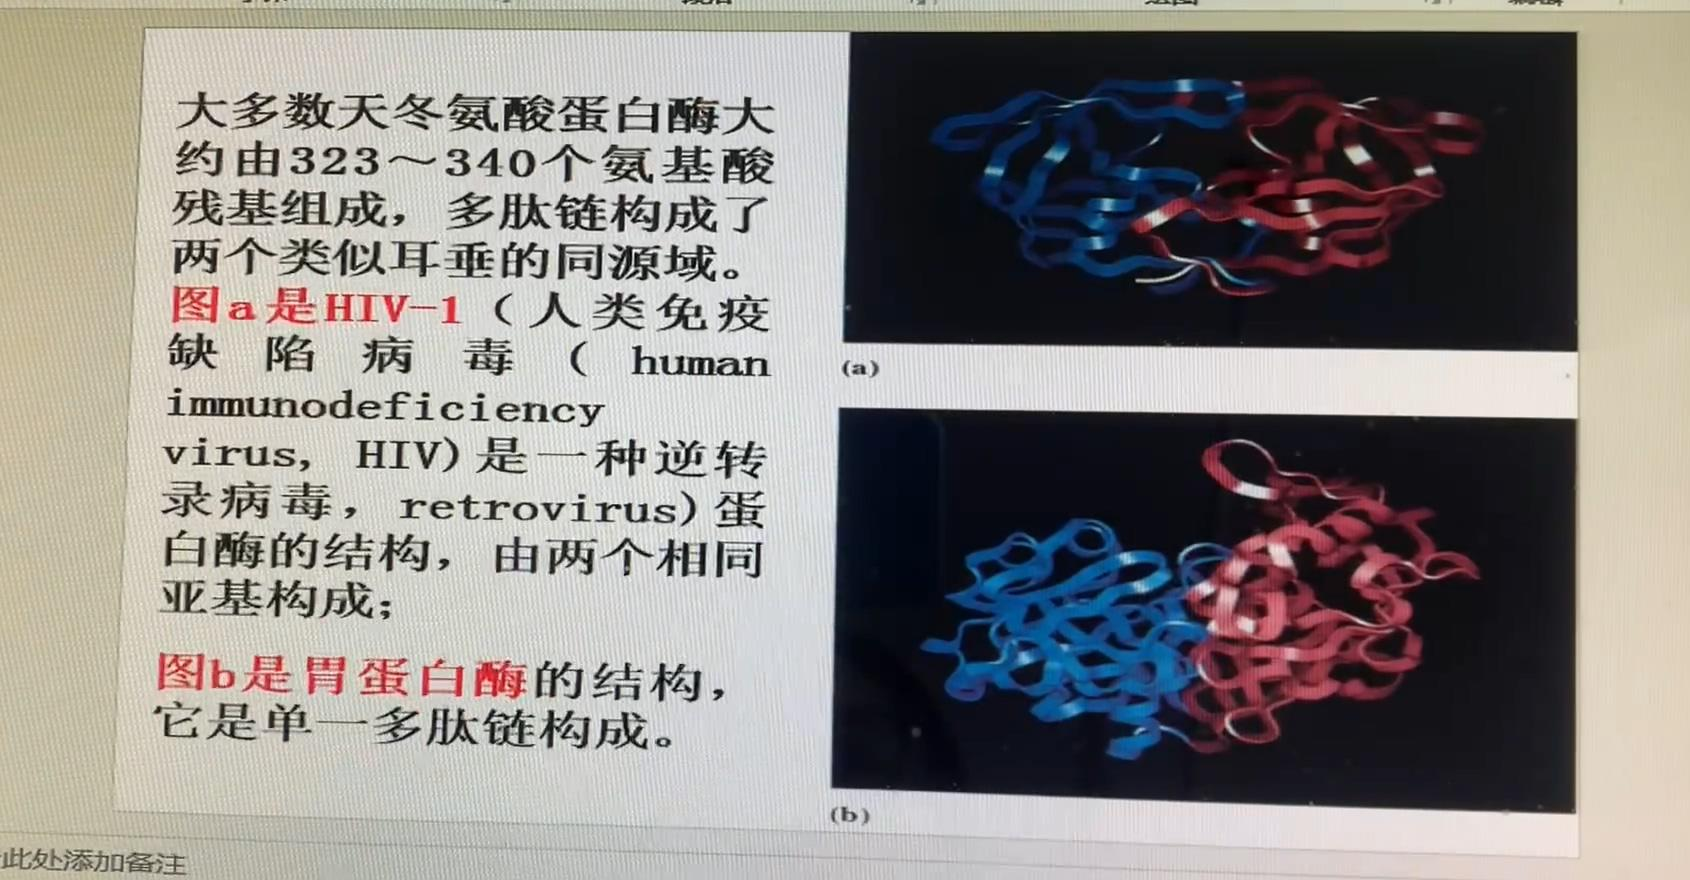 大多数天冬氨酸蛋白酶大
约由323～340个氨基酸
残基组成，多肽链构成了
两个类似耳垂的同源域。
图a是HIV-1（人类免疫
缺陷病毒（human
immunodeficiency
virus, HIV)是一种逆转
录病毒，retrovirus)蛋
白酶的结构，由两个相同
亚基构成；
图b是胃蛋白酶的结构，
它是单一多肽链构成。
(a)
(b)
此处添加备注